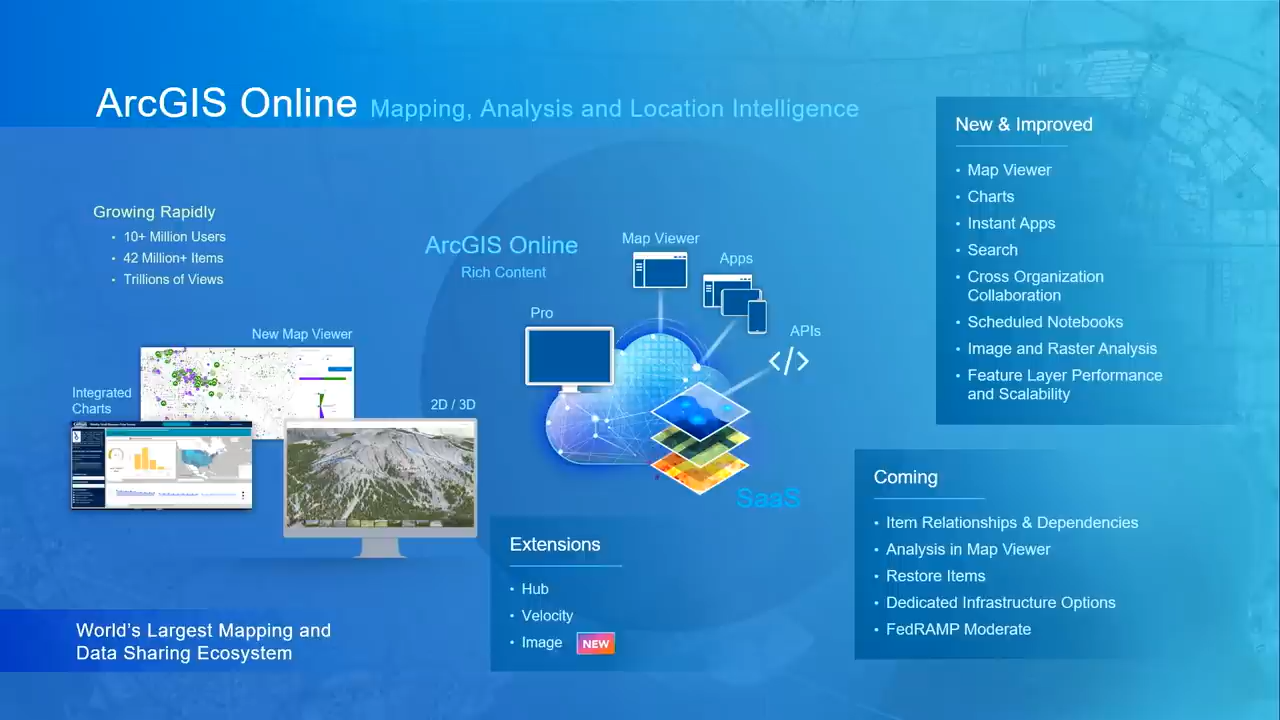 ArcGIS Online Mapping, Analysis and Location Intelligence
Growing Rapidly
• 10+ Million Users
• 42 Million+ Items
• Trillions of Views
New Map Viewer
Integrated
Charts
2D / 3D
ArcGIS Online
Rich Content
Map Viewer
Apps
Pro
APIs
</>
SaaS
Extensions
• Hub
• Velocity
• Image NEW
World's Largest Mapping and
Data Sharing Ecosystem
New & Improved
• Map Viewer
• Charts
• Instant Apps
• Search
• Cross Organization
Collaboration
• Scheduled Notebooks
• Image and Raster Analysis
• Feature Layer Performance
and Scalability
Coming
• Item Relationships & Dependencies
• Analysis in Map Viewer
• Restore Items
• Dedicated Infrastructure Options
• FedRAMP Moderate